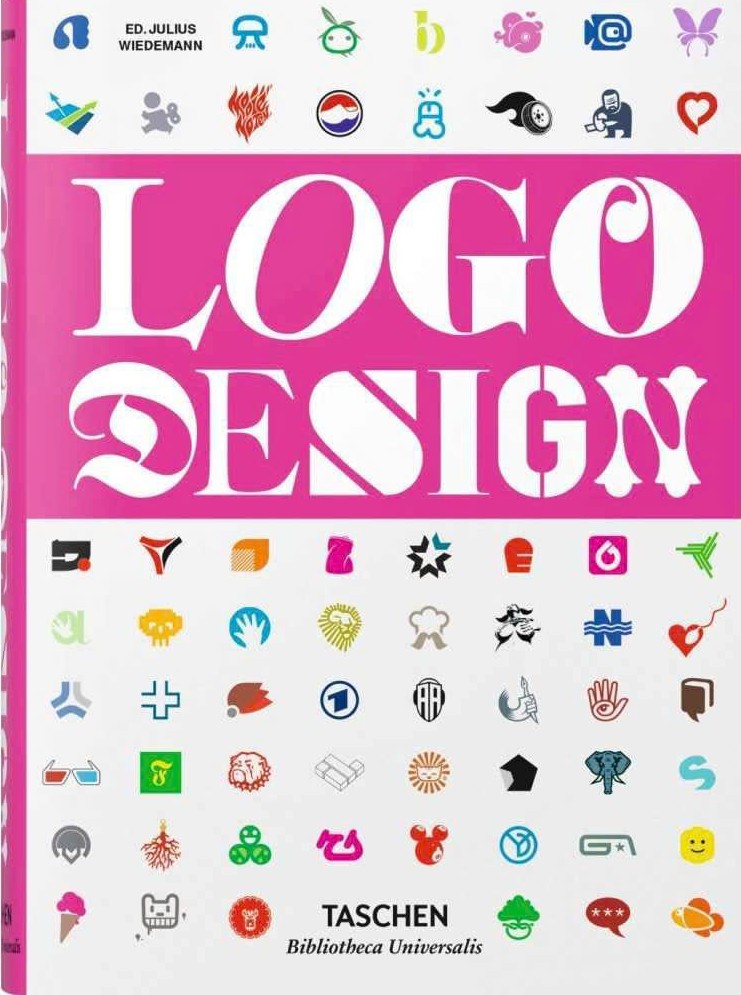 ED. JULIUS
WIEDEMANN
LOGO
DESIGN
TASCHEN
Bibliotheca Universalis